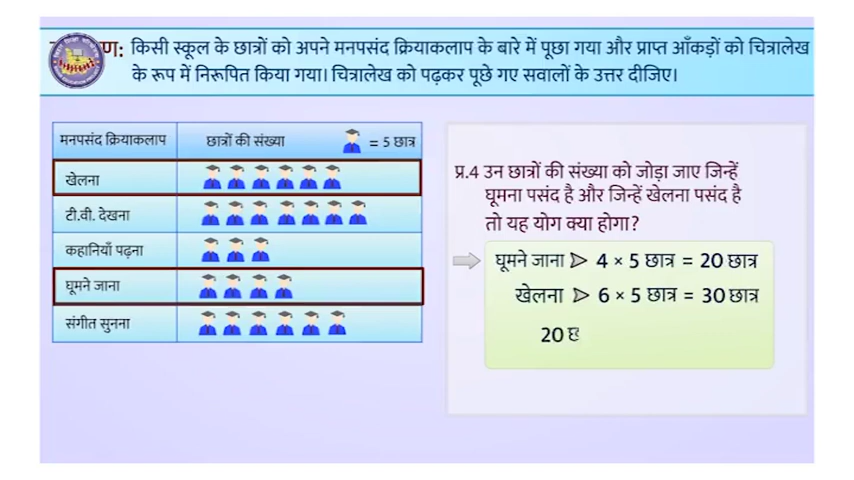 ण: किसी स्कूल के छात्रों को अपने मनपसंद क्रियाकलाप के बारे में पूछा गया और प्राप्त आँकड़ों को चित्रालेख
के रूप में निरूपित किया गया। चित्रालेख को पढ़कर पूछे गए सवालों के उत्तर दीजिए।
मनपसंद क्रियाकलाप छात्रों की संख्या = 5 छात्र
खेलना
टी.वी. देखना
कहानियाँ पढ़ना
घूमने जाना
संगीत सुनना
प्र.4 उन छात्रों की संख्या को जोड़ा जाए जिन्हें
घूमना पसंद है और जिन्हें खेलना पसंद है
तो यह योग क्या होगा?
घूमने जाना ➢ 4 × 5 छात्र = 20 छात्र
खेलना ➢ 6 × 5 छात्र = 30 छात्र
20 छ